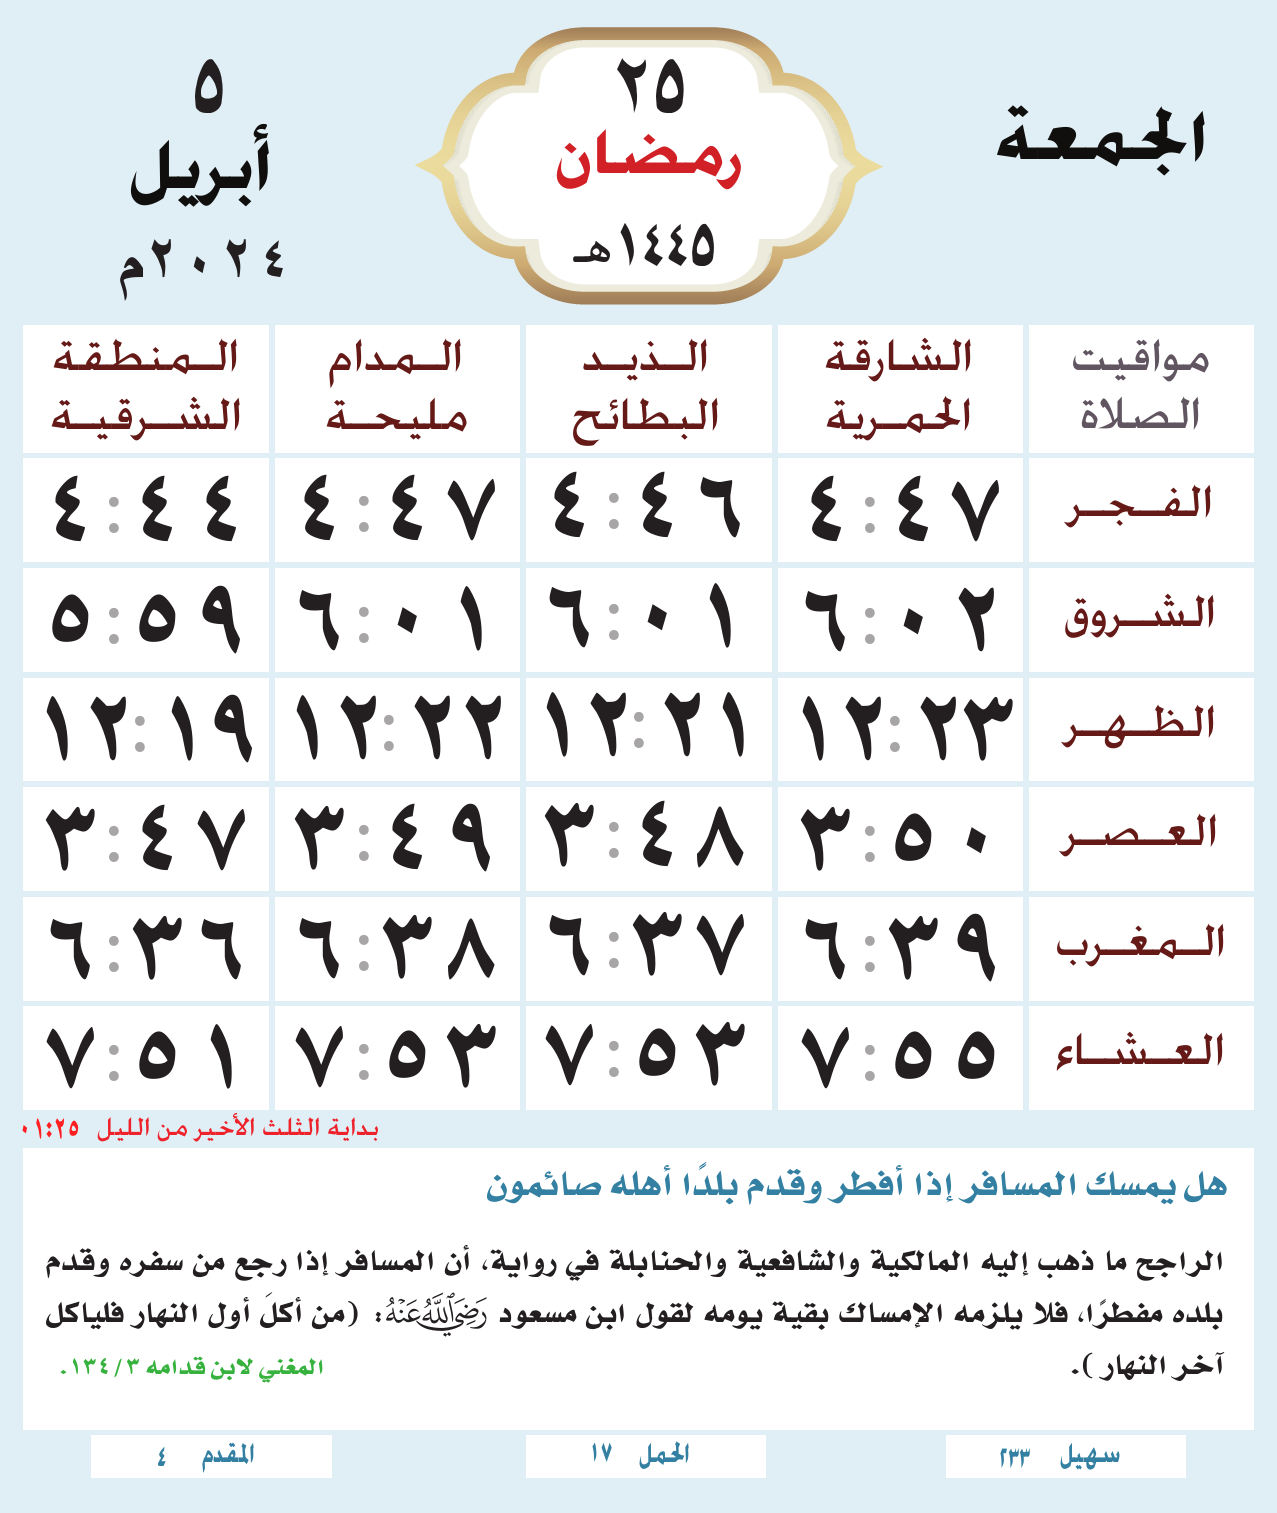 الجمعة
٢٥
رمضان
١٤٤٥هـ
٥
أبريل
٢٠٢٤م
مواقيت الصلاة | الشارقة الحمرية | الذيد البطائح | المدام مليحة | المنطقة الشرقية
الفجر | ٤:٤٧ | ٤:٤٦ | ٤:٤٧ | ٤:٤٤
الشروق | ٦:٠٢ | ٦:٠١ | ٦:٠١ | ٥:٥٩
الظهر | ١٢:٢٣ | ١٢:٢١ | ١٢:٢٢ | ١٢:١٩
العصر | ٣:٥٠ | ٣:٤٨ | ٣:٤٩ | ٣:٤٧
المغرب | ٦:٣٩ | ٦:٣٧ | ٦:٣٨ | ٦:٣٦
العشاء | ٧:٥٥ | ٧:٥٣ | ٧:٥٣ | ٧:٥١
بداية الثلث الأخير من الليل ٠١:٢٥
هل يمسك المسافر إذا أفطر وقدم بلدًا أهله صائمون
الراجح ما ذهب إليه المالكية والشافعية والحنابلة في رواية، أن المسافر إذا رجع من سفره وقدم
بلده مفطرًا، فلا يلزمه الإمساك بقية يومه لقول ابن مسعود رَضِيَ اللَّهُ عَنْهُ: (من أكلَ أول النهار فلياكل
آخر النهار).
المغني لابن قدامه ٣/ ١٣٤.
سهيل ٢٣٣
الحمل ١٧
المقدم ٤